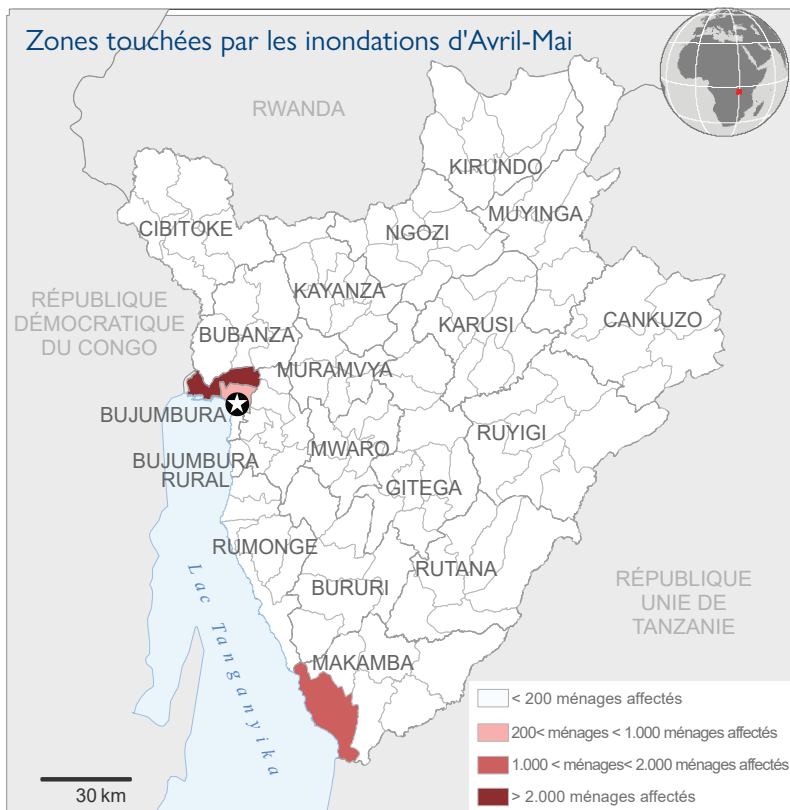 Zones touchées par les inondations d'Avril-Mai
RWANDA
KIRUNDO
MUYINGA
NGOZI
CIBITOKE
KAYANZA
RÉPUBLIQUE
DÉMOCRATIQUE
DU CONGO
CANKUZO
KARUSI
BUBANZA
MURAMVYA
BUJUMBURA
RUYIGI
MWARO
BUJUMBURA
RURAL
GITEGA
RUMONGE
RUTANA
BURURI
RÉPUBLIQUE
UNIE DE
TANZANIE
Lac Tanganyika
MAKAMBA
< 200 ménages affectés
200< ménages < 1.000 ménages affectés
1.000 < ménages< 2.000 ménages affectés
> 2.000 ménages affectés
30 km